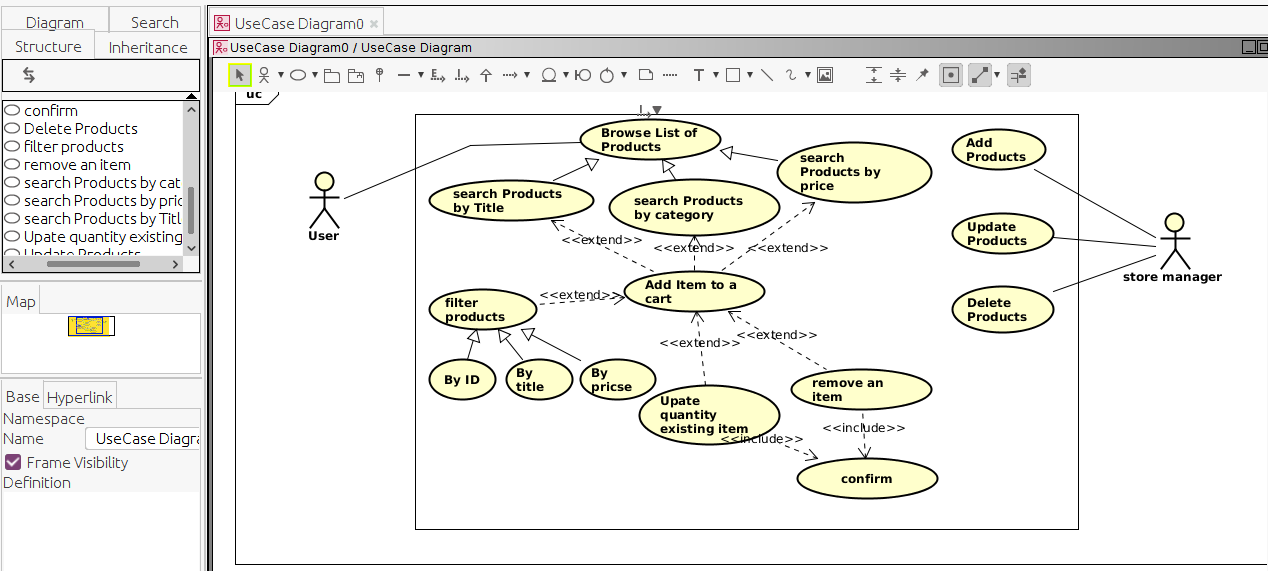 Diagram
Search
Structure
Inheritance
confirm
Delete Products
filter products
remove an item
search Products by cat
search Products by pric
search Products by Titl
Upate quantity existing
Update Products
Map
Base
Hyperlink
Namespace
Name
UseCase Diagra
Frame Visibility
Definition
UseCase Diagram0
UseCase Diagram0 / UseCase Diagram
uc
Browse List of
Products
search
Products by
price
search Products
by Title
search Products
by category
User
<<extend>>
<<extend>>
<<extend>>
Add Item to a
cart
<<extend>>
filter
products
<<extend>>
<<extend>>
By ID
By
title
By
pricse
Upate
quantity
existing item
remove an
item
<<include>>
<<include>>
confirm
Add
Products
Update
Products
Delete
Products
store manager